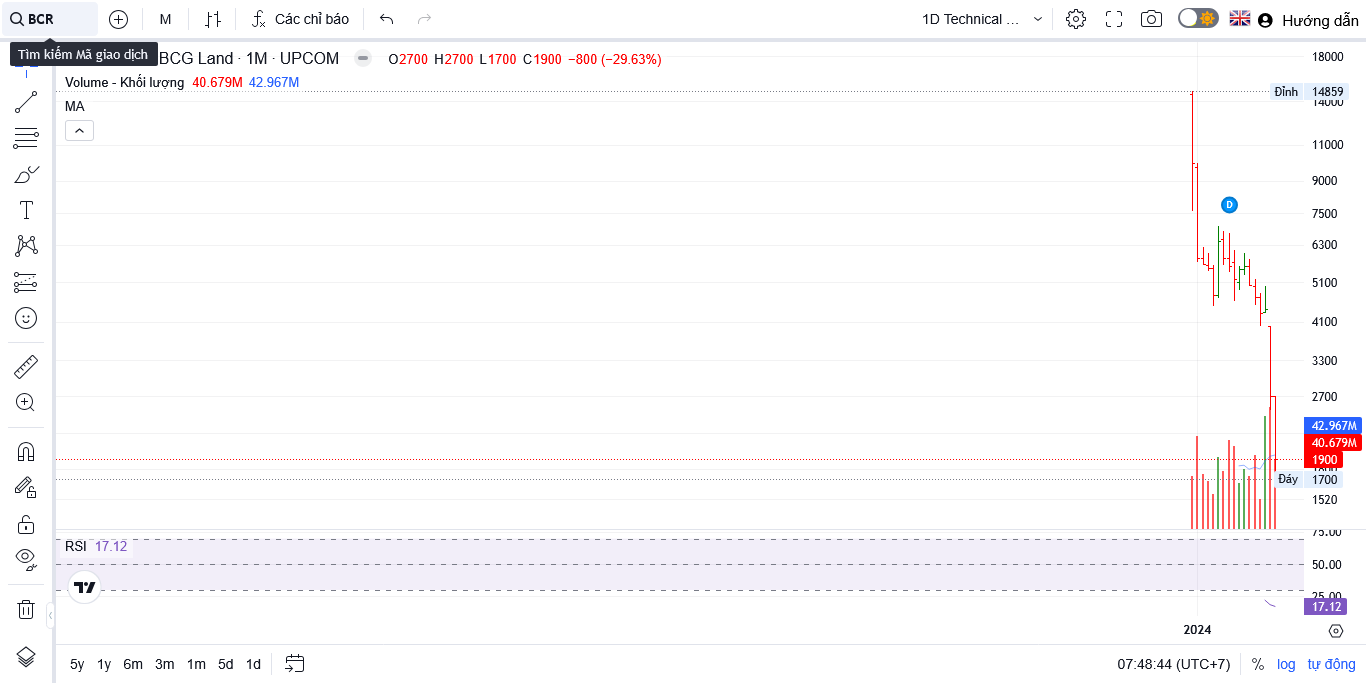 BCR
M
Các chỉ báo
1D Technical ...
Hướng dẫn
Tìm kiếm Mã giao dịch
BCG Land · 1M · UPCOM
O2700 H2700 L1700 C1900 −800 (−29.63%)
Volume - Khối lượng 40.679M 42.967M
MA
18000
Đỉnh 14859
14000
11000
9000
D
7500
6300
5100
4100
3300
2700
42.967M
40.679M
1900
Đáy 1700
1520
75.00
RSI 17.12
50.00
25.00
17.12
2024
5y 1y 6m 3m 1m 5d 1d
07:48:44 (UTC+7)
% log tự động